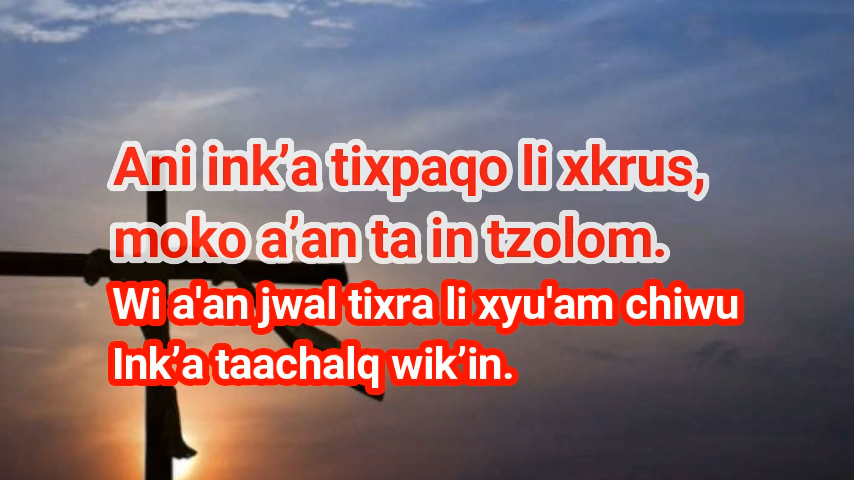 Ani ink’a tixpaqo li xkrus,
moko a’an ta in tzolom.
Wi a'an jwal tixra li xyu'am chiwu
Ink’a taachalq wik’in.